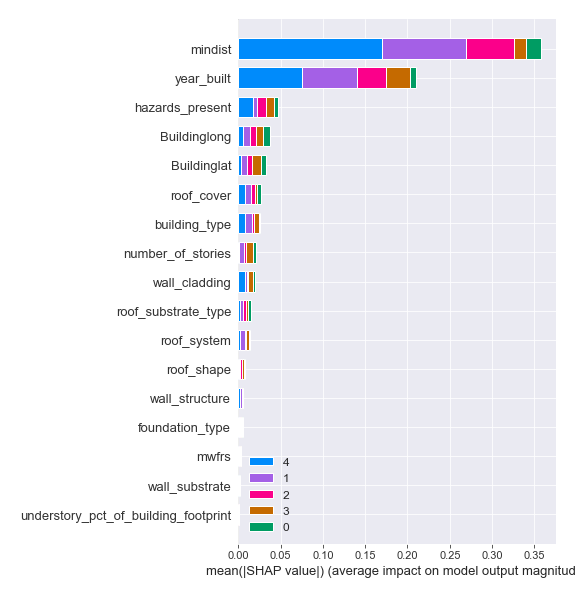 mindist
year_built
hazards_present
Buildinglong
Buildinglat
roof_cover
building_type
number_of_stories
wall_cladding
roof_substrate_type
roof_system
roof_shape
wall_structure
foundation_type
mwfrs
wall_substrate
understory_pct_of_building_footprint
4
1
2
3
0
0.00 0.05 0.10 0.15 0.20 0.25 0.30 0.35
mean(|SHAP value|) (average impact on model output magnitud